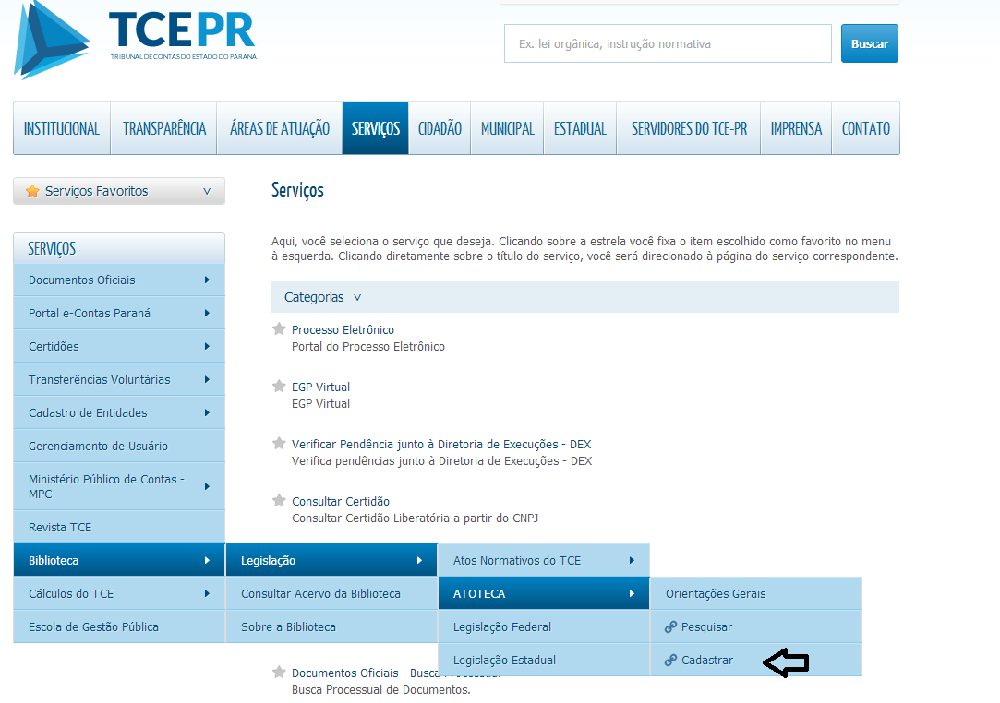 TCEPR
TRIBUNAL DE CONTAS DO ESTADO DO PARANÁ
Ex. lei orgânica, instrução normativa
Buscar
INSTITUCIONAL TRANSPARÊNCIA ÁREAS DE ATUAÇÃO SERVIÇOS CIDADÃO MUNICIPAL ESTADUAL SERVIDORES DO TCE-PR IMPRENSA CONTATO
Serviços Favoritos
SERVIÇOS
Documentos Oficiais
Portal e-Contas Paraná
Certidões
Transferências Voluntárias
Cadastro de Entidades
Gerenciamento de Usuário
Ministério Público de Contas -
MPC
Revista TCE
Biblioteca
Cálculos do TCE
Escola de Gestão Pública
Legislação
Consultar Acervo da Biblioteca
Sobre a Biblioteca
Atos Normativos do TCE
ATOTECA
Legislação Federal
Legislação Estadual
Orientações Gerais
Pesquisar
Cadastrar
Serviços
Aqui, você seleciona o serviço que deseja. Clicando sobre a estrela você fixa o item escolhido como favorito no menu
à esquerda. Clicando diretamente sobre o título do serviço, você será direcionado à página do serviço correspondente.
Categorias
Processo Eletrônico
Portal do Processo Eletrônico
EGP Virtual
EGP Virtual
Verificar Pendência junto à Diretoria de Execuções - DEX
Verifica pendências junto à Diretoria de Execuções - DEX
Consultar Certidão
Consultar Certidão Liberatória a partir do CNPJ
Documentos Oficiais - Busca Processual
Busca Processual de Documentos.